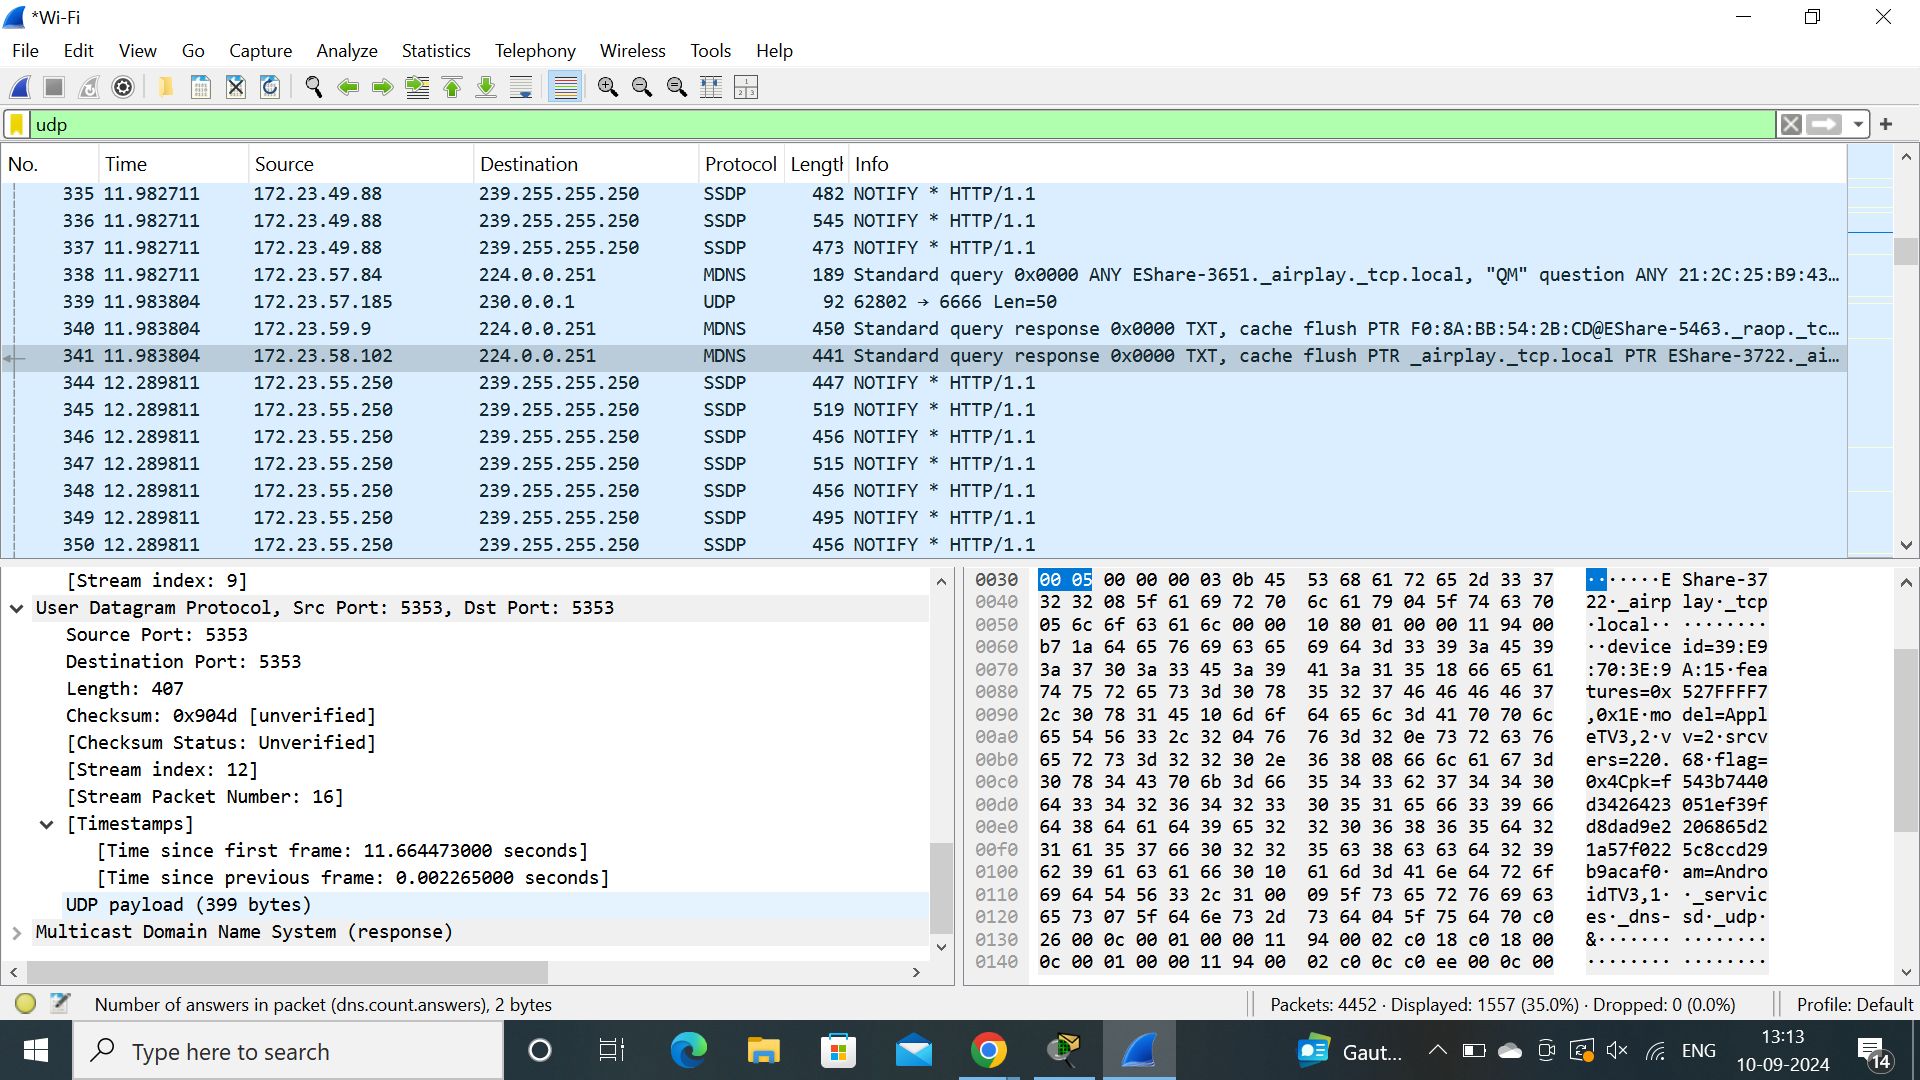 *Wi-Fi
File Edit View Go Capture Analyze Statistics Telephony Wireless Tools Help
udp
No. Time Source Destination Protocol Length Info
335 11.982711 172.23.49.88 239.255.255.250 SSDP 482 NOTIFY * HTTP/1.1
336 11.982711 172.23.49.88 239.255.255.250 SSDP 545 NOTIFY * HTTP/1.1
337 11.982711 172.23.49.88 239.255.255.250 SSDP 473 NOTIFY * HTTP/1.1
338 11.982711 172.23.57.84 224.0.0.251 MDNS 189 Standard query 0x0000 ANY EShare-3651._airplay._tcp.local, "QM" question ANY 21:2C:25:B9:43...
339 11.983804 172.23.57.185 230.0.0.1 UDP 92 62802 → 6666 Len=50
340 11.983804 172.23.59.9 224.0.0.251 MDNS 450 Standard query response 0x0000 TXT, cache flush PTR F0:8A:BB:54:2B:CD@EShare-5463._raop._tc...
341 11.983804 172.23.58.102 224.0.0.251 MDNS 441 Standard query response 0x0000 TXT, cache flush PTR _airplay._tcp.local PTR EShare-3722._ai...
344 12.289811 172.23.55.250 239.255.255.250 SSDP 447 NOTIFY * HTTP/1.1
345 12.289811 172.23.55.250 239.255.255.250 SSDP 519 NOTIFY * HTTP/1.1
346 12.289811 172.23.55.250 239.255.255.250 SSDP 456 NOTIFY * HTTP/1.1
347 12.289811 172.23.55.250 239.255.255.250 SSDP 515 NOTIFY * HTTP/1.1
348 12.289811 172.23.55.250 239.255.255.250 SSDP 456 NOTIFY * HTTP/1.1
349 12.289811 172.23.55.250 239.255.255.250 SSDP 495 NOTIFY * HTTP/1.1
350 12.289811 172.23.55.250 239.255.255.250 SSDP 456 NOTIFY * HTTP/1.1
[Stream index: 9]
User Datagram Protocol, Src Port: 5353, Dst Port: 5353
Source Port: 5353
Destination Port: 5353
Length: 407
Checksum: 0x904d [unverified]
[Checksum Status: Unverified]
[Stream index: 12]
[Stream Packet Number: 16]
[Timestamps]
[Time since first frame: 11.664473000 seconds]
[Time since previous frame: 0.002265000 seconds]
UDP payload (399 bytes)
Multicast Domain Name System (response)
0030 00 05 00 00 00 03 0b 45 53 68 61 72 65 2d 33 37 ·······E Share-37
0040 32 32 08 5f 61 69 72 70 6c 61 79 04 5f 74 63 70 22·_airp lay·_tcp
0050 05 6c 6f 63 61 6c 00 00 10 80 01 00 00 11 94 00 ·local·· ········
0060 b7 1a 64 65 76 69 63 65 69 64 3d 33 39 3a 45 39 ··device id=39:E9
0070 3a 37 30 3a 33 45 3a 39 41 3a 31 35 18 66 65 61 :70:3E:9 A:15·fea
0080 74 75 72 65 73 3d 30 78 35 32 37 46 46 46 46 37 tures=0x 527FFFF7
0090 2c 30 78 31 45 10 6d 6f 64 65 6c 3d 41 70 70 6c ,0x1E·mo del=Appl
00a0 65 54 56 33 2c 32 04 76 76 3d 32 0e 73 72 63 76 eTV3,2·v v=2·srcv
00b0 65 72 73 3d 32 32 30 2e 36 38 08 66 6c 61 67 3d ers=220. 68·flag=
00c0 30 78 34 43 70 6b 3d 66 35 34 33 62 37 34 34 30 0x4Cpk=f 543b7440
00d0 64 33 34 32 36 34 32 33 30 35 31 65 66 33 39 66 d3426423 051ef39f
00e0 64 38 64 61 64 39 65 32 32 30 36 38 36 35 64 32 d8dad9e2 206865d2
00f0 31 61 35 37 66 30 32 32 35 63 38 63 63 64 32 39 1a57f022 5c8ccd29
0100 62 39 61 63 61 66 30 10 61 6d 3d 41 6e 64 72 6f b9acaf0· am=Andro
0110 69 64 54 56 33 2c 31 00 09 5f 73 65 72 76 69 63 idTV3,1· ·_servic
0120 65 73 07 5f 64 6e 73 2d 73 64 04 5f 75 64 70 c0 es·_dns- sd·_udp·
0130 26 00 0c 00 01 00 00 11 94 00 02 c0 18 c0 18 00 &······· ········
0140 0c 00 01 00 00 11 94 00 02 c0 0c c0 ee 00 0c 00 ········ ········
Number of answers in packet (dns.count.answers), 2 bytes
Packets: 4452 · Displayed: 1557 (35.0%) · Dropped: 0 (0.0%)
Profile: Default
Type here to search
Gaut...
ENG
13:13
10-09-2024
14